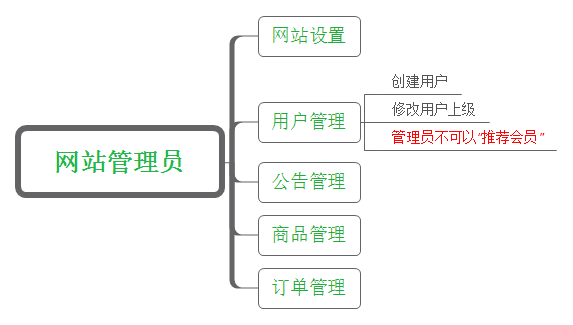 网站管理员
网站设置
用户管理
创建用户
修改用户上级
管理员不可以“推荐会员”
公告管理
商品管理
订单管理